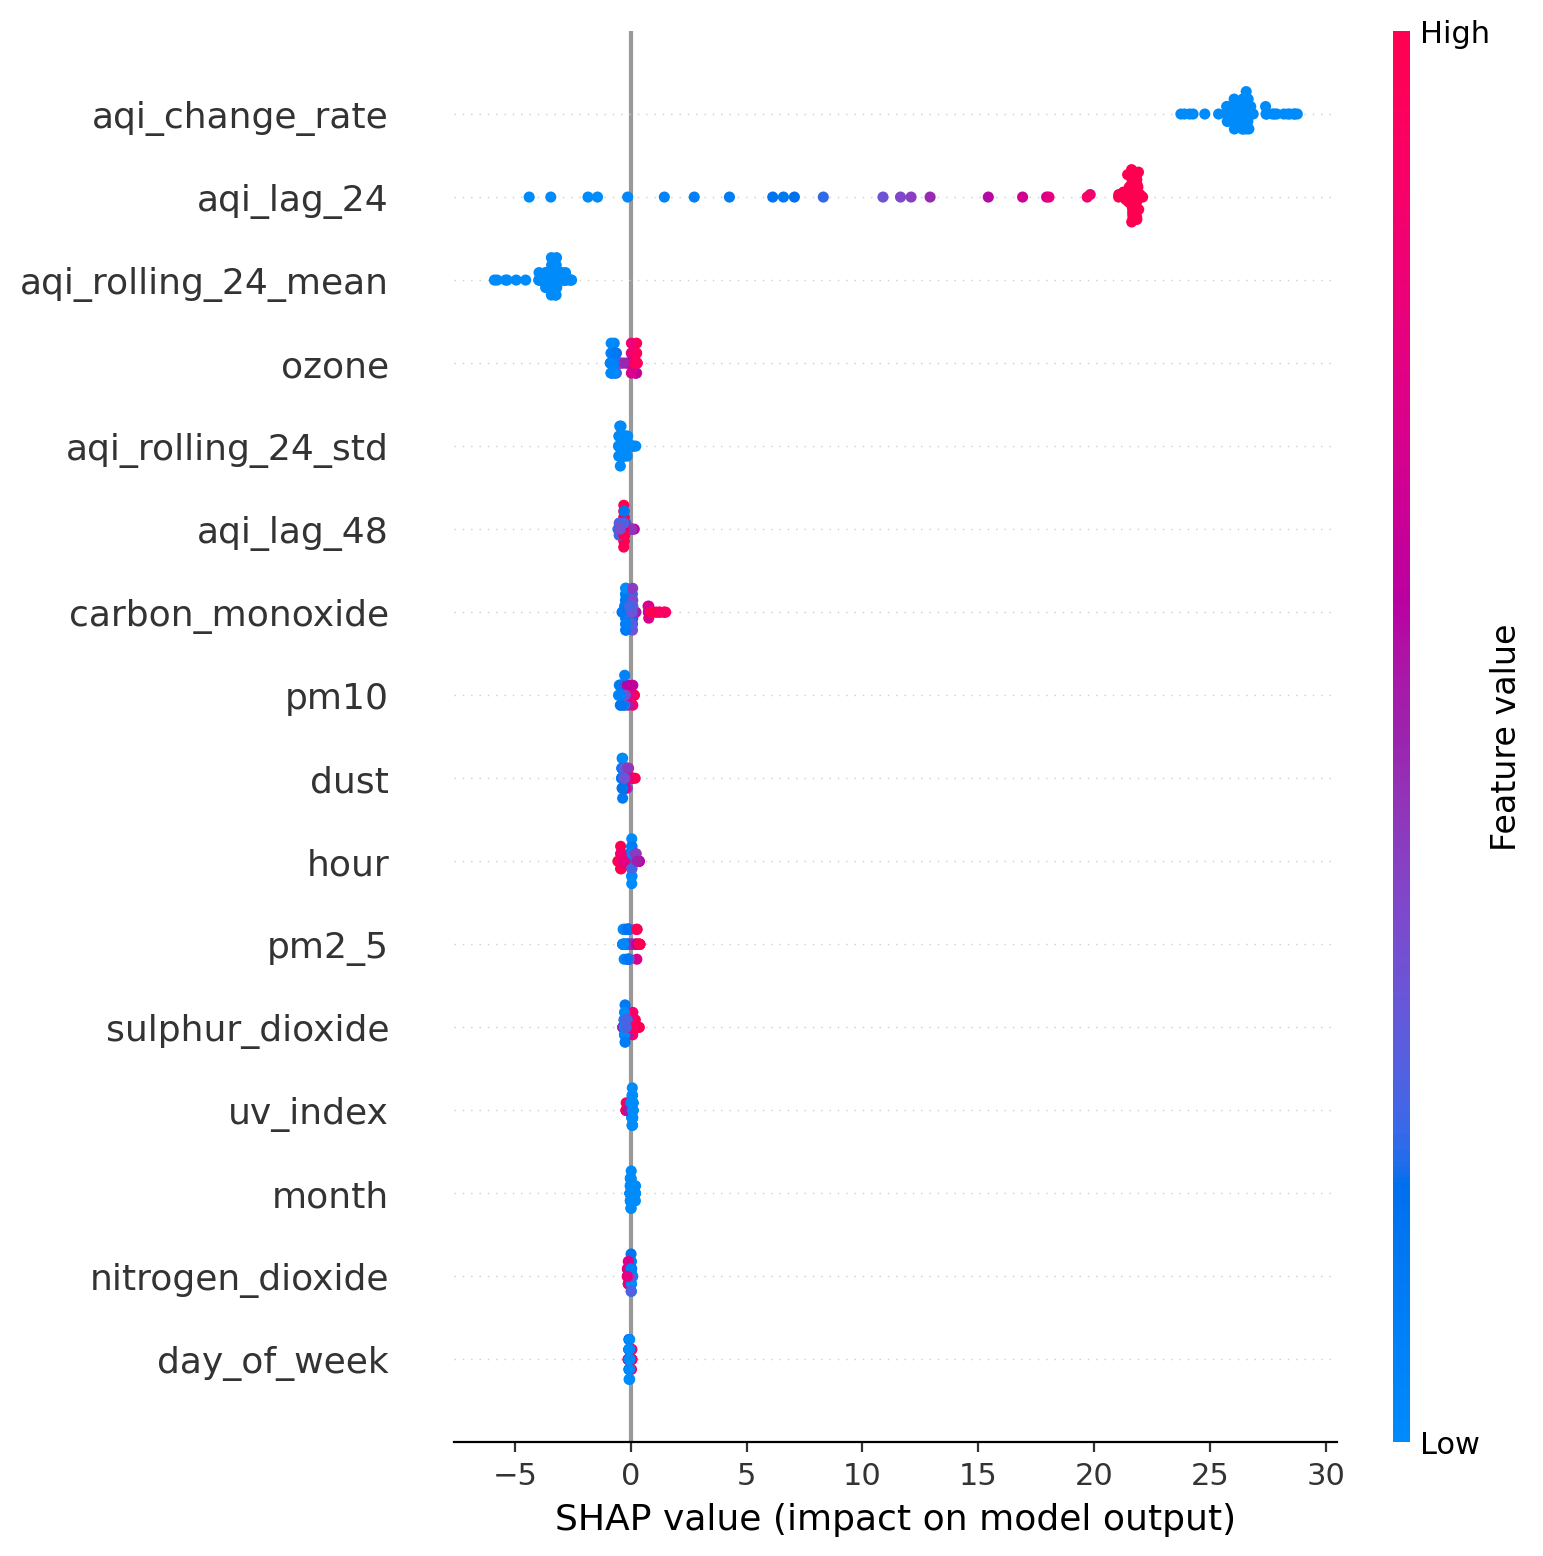 High
aqi_change_rate
aqi_lag_24
aqi_rolling_24_mean
ozone
aqi_rolling_24_std
aqi_lag_48
carbon_monoxide
pm10
dust
hour
pm2_5
sulphur_dioxide
uv_index
month
nitrogen_dioxide
day_of_week
Feature value
Low
−5 0 5 10 15 20 25 30
SHAP value (impact on model output)